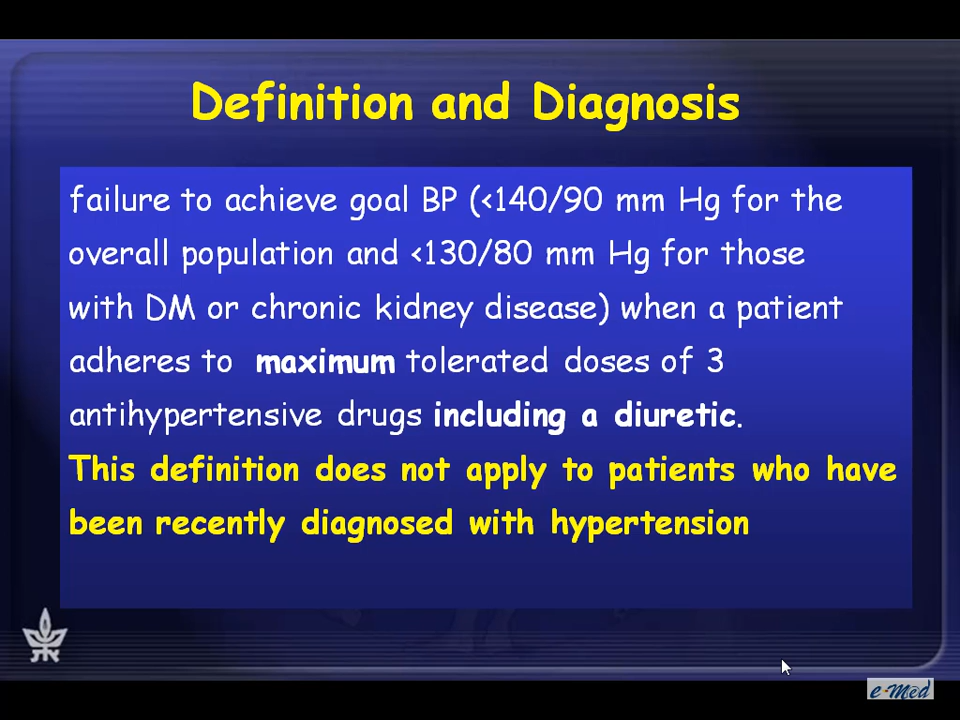 Definition and Diagnosis
failure to achieve goal BP (<140/90 mm Hg for the
overall population and <130/80 mm Hg for those
with DM or chronic kidney disease) when a patient
adheres to maximum tolerated doses of 3
antihypertensive drugs including a diuretic.
This definition does not apply to patients who have
been recently diagnosed with hypertension
e-Med